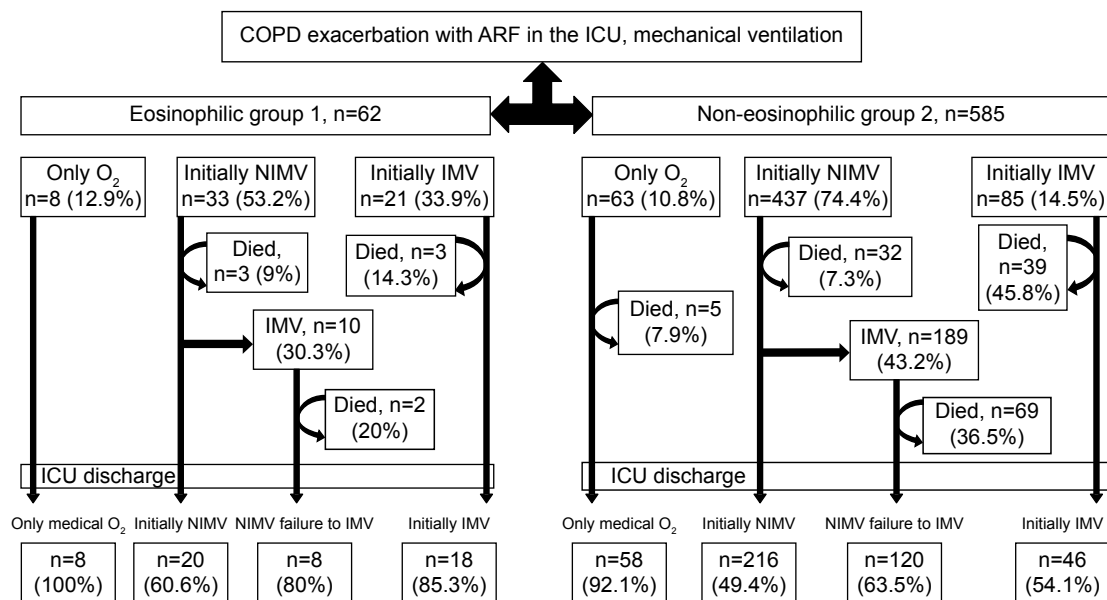 COPD exacerbation with ARF in the ICU, mechanical ventilation
Eosinophilic group 1, n=62
Non-eosinophilic group 2, n=585
Only O₂
n=8 (12.9%)
Initially NIMV
n=33 (53.2%)
Initially IMV
n=21 (33.9%)
Only O₂
n=63 (10.8%)
Initially NIMV
n=437 (74.4%)
Initially IMV
n=85 (14.5%)
Died,
n=3 (9%)
Died, n=3
(14.3%)
Died, n=5
(7.9%)
Died, n=32
(7.3%)
Died,
n=39
(45.8%)
IMV, n=10
(30.3%)
IMV, n=189
(43.2%)
Died, n=2
(20%)
Died, n=69
(36.5%)
ICU discharge
ICU discharge
Only medical O₂
Initially NIMV
NIMV failure to IMV
Initially IMV
Only medical O₂
Initially NIMV
NIMV failure to IMV
Initially IMV
n=8
(100%)
n=20
(60.6%)
n=8
(80%)
n=18
(85.3%)
n=58
(92.1%)
n=216
(49.4%)
n=120
(63.5%)
n=46
(54.1%)